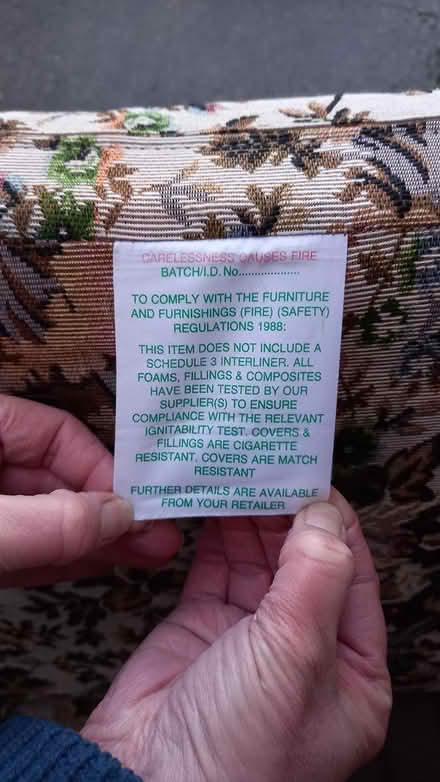 CARELESSNESS CAUSES FIRE
BATCH/I.D. No...................
TO COMPLY WITH THE FURNITURE
AND FURNISHINGS (FIRE) (SAFETY)
REGULATIONS 1988:
THIS ITEM DOES NOT INCLUDE A
SCHEDULE 3 INTERLINER. ALL
FOAMS, FILLINGS & COMPOSITES
HAVE BEEN TESTED BY OUR
SUPPLIER(S) TO ENSURE
COMPLIANCE WITH THE RELEVANT
IGNITABILITY TEST. COVERS &
FILLINGS ARE CIGARETTE
RESISTANT. COVERS ARE MATCH
RESISTANT
FURTHER DETAILS ARE AVAILABLE
FROM YOUR RETAILER